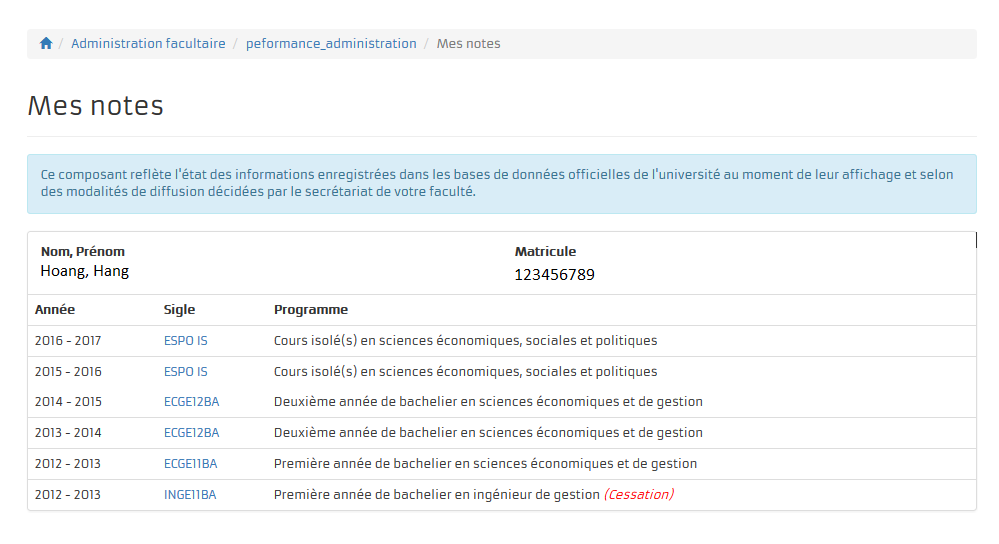 / Administration facultaire / peformance_administration / Mes notes
Mes notes
Ce composant reflète l'état des informations enregistrées dans les bases de données officielles de l'université au moment de leur affichage et selon
des modalités de diffusion décidées par le secrétariat de votre faculté.
Nom, Prénom Matricule
Hoang, Hang 123456789
Année Sigle Programme
2016 - 2017 ESPO IS Cours isolé(s) en sciences économiques, sociales et politiques
2015 - 2016 ESPO IS Cours isolé(s) en sciences économiques, sociales et politiques
2014 - 2015 ECGE12BA Deuxième année de bachelier en sciences économiques et de gestion
2013 - 2014 ECGE12BA Deuxième année de bachelier en sciences économiques et de gestion
2012 - 2013 ECGE11BA Première année de bachelier en sciences économiques et de gestion
2012 - 2013 INGE11BA Première année de bachelier en ingénieur de gestion (Cessation)